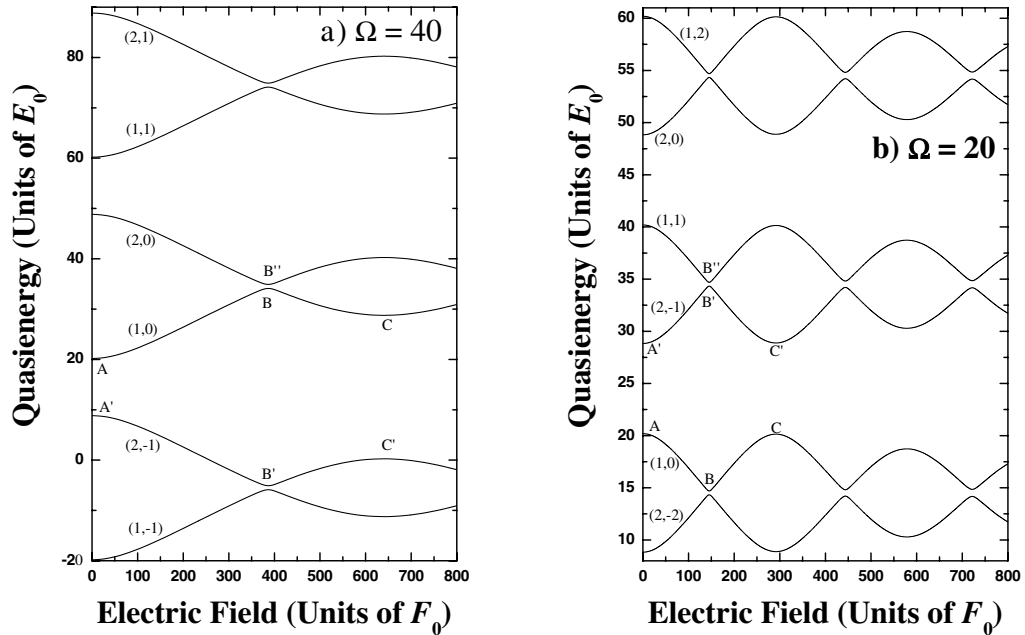 a) Ω = 40
Quasienergy (Units of E0)
80
60
40
20
0
-20
(2,1)
(1,1)
(2,0)
B''
B
(1,0)
C
A
A'
(2,-1)
C'
B'
(1,-1)
0 100 200 300 400 500 600 700 800
Electric Field (Units of F0)
b) Ω = 20
Quasienergy (Units of E0)
60
55
50
45
40
35
30
25
20
15
10
(1,2)
(2,0)
(1,1)
B''
(2,-1)
B'
A'
C'
A
C
(1,0)
B
(2,-2)
0 100 200 300 400 500 600 700 800
Electric Field (Units of F0)